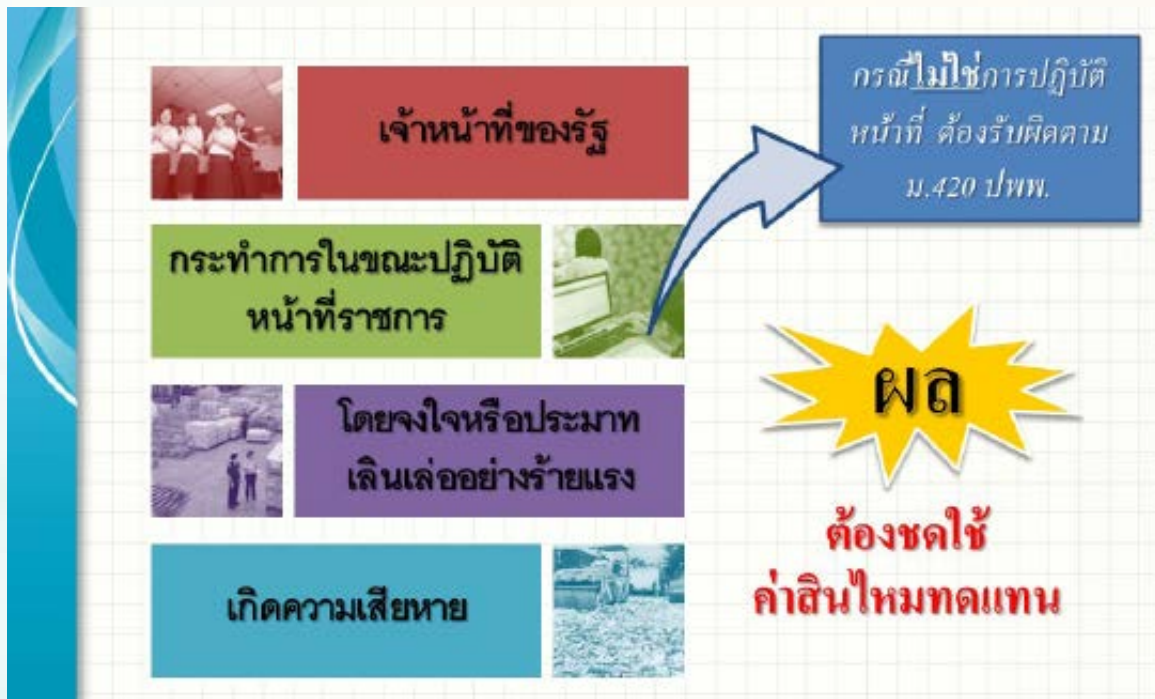 เจ้าหน้าที่ของรัฐ
กรณีไม่ใช่การปฏิบัติ
หน้าที่ ต้องรับผิดตาม
ม.420 ปพพ.
กระทำการในขณะปฏิบัติ
หน้าที่ราชการ
โดยจงใจหรือประมาท
เลินเล่ออย่างร้ายแรง
เกิดความเสียหาย
ผล
ต้องชดใช้
ค่าสินไหมทดแทน